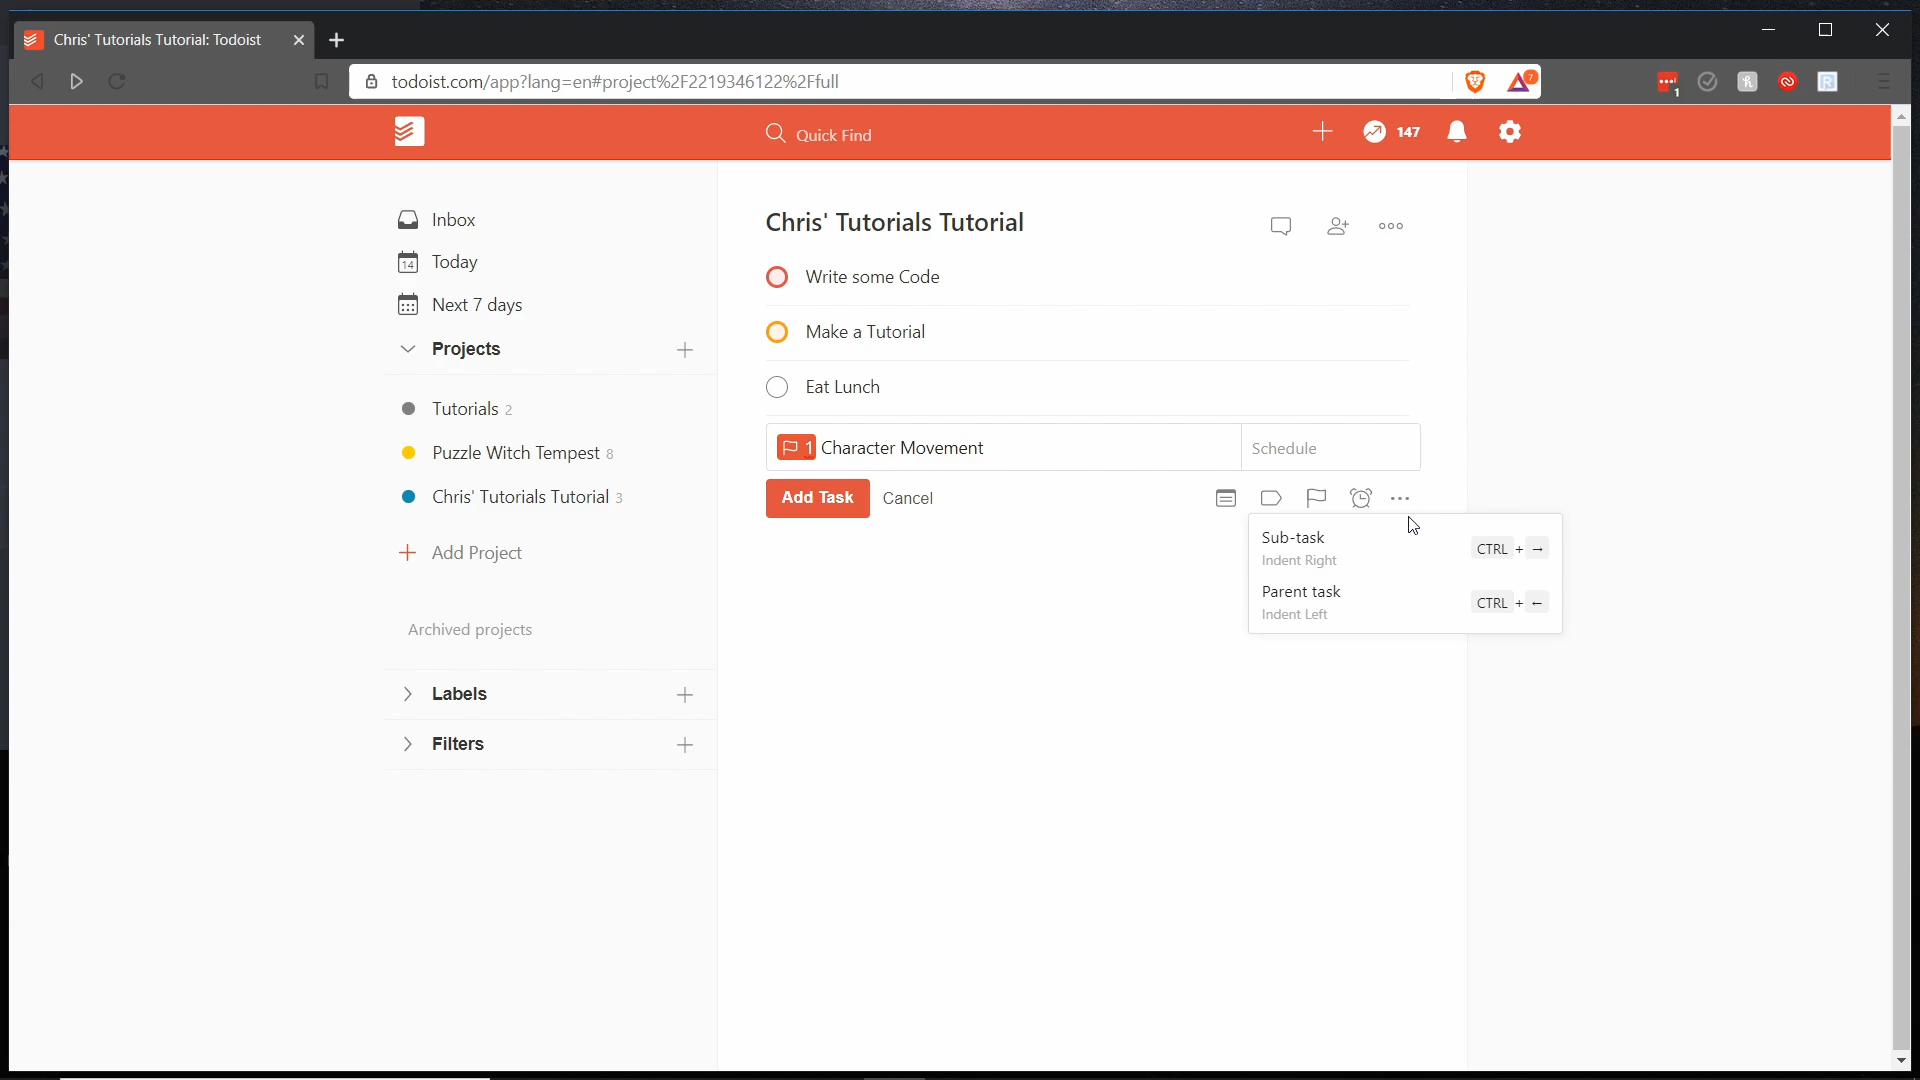 Chris' Tutorials Tutorial: Todoist
todoist.com/app?lang=en#project%2F2219346122%2Ffull
7
1
Quick Find
147
Inbox
14
Today
Next 7 days
Projects
Tutorials 2
Puzzle Witch Tempest 8
Chris' Tutorials Tutorial 3
Add Project
Archived projects
Labels
Filters
Chris' Tutorials Tutorial
Write some Code
Make a Tutorial
Eat Lunch
1 Character Movement
Schedule
Add Task
Cancel
Sub-task
CTRL + →
Indent Right
Parent task
CTRL + ←
Indent Left